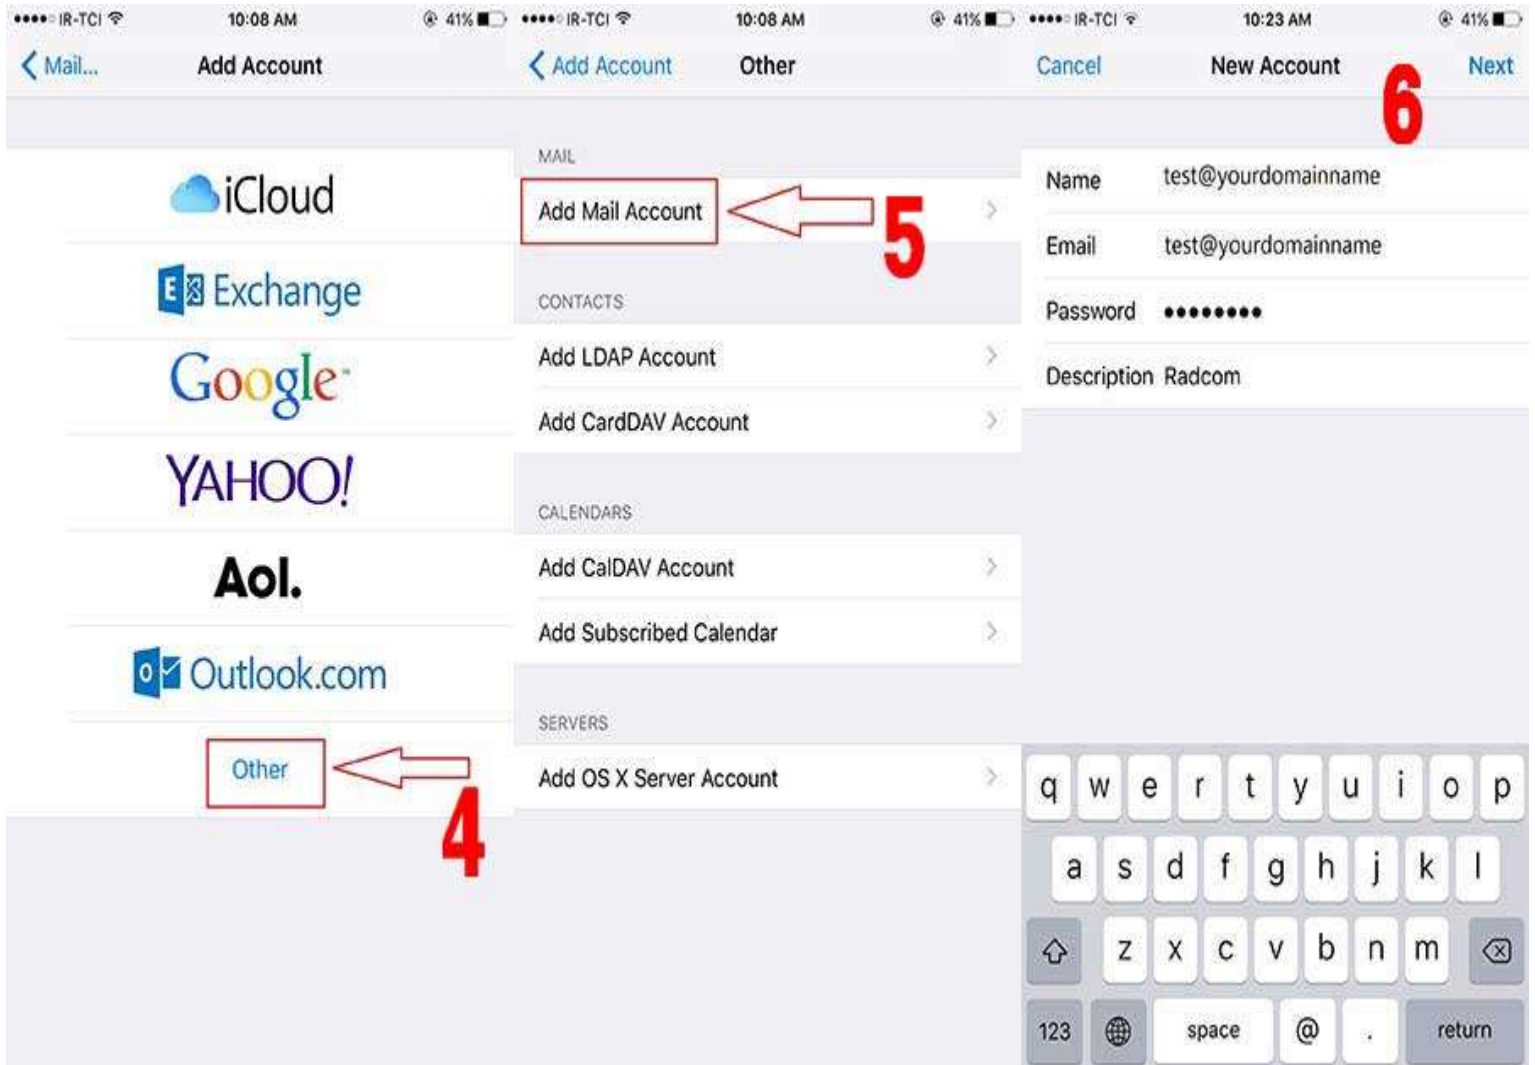 IR-TCI 10:08 AM 41%
Mail... Add Account
iCloud
Exchange
Google
YAHOO!
Aol.
Outlook.com
Other
4
IR-TCI 10:08 AM 41%
Add Account Other
MAIL
Add Mail Account
5
CONTACTS
Add LDAP Account
Add CardDAV Account
CALENDARS
Add CalDAV Account
Add Subscribed Calendar
SERVERS
Add OS X Server Account
IR-TCI 10:23 AM 41%
Cancel New Account Next
6
Name test@yourdomainname
Email test@yourdomainname
Password ••••••••
Description Radcom
q w e r t y u i o p
a s d f g h j k l
z x c v b n m
123 space @ . return